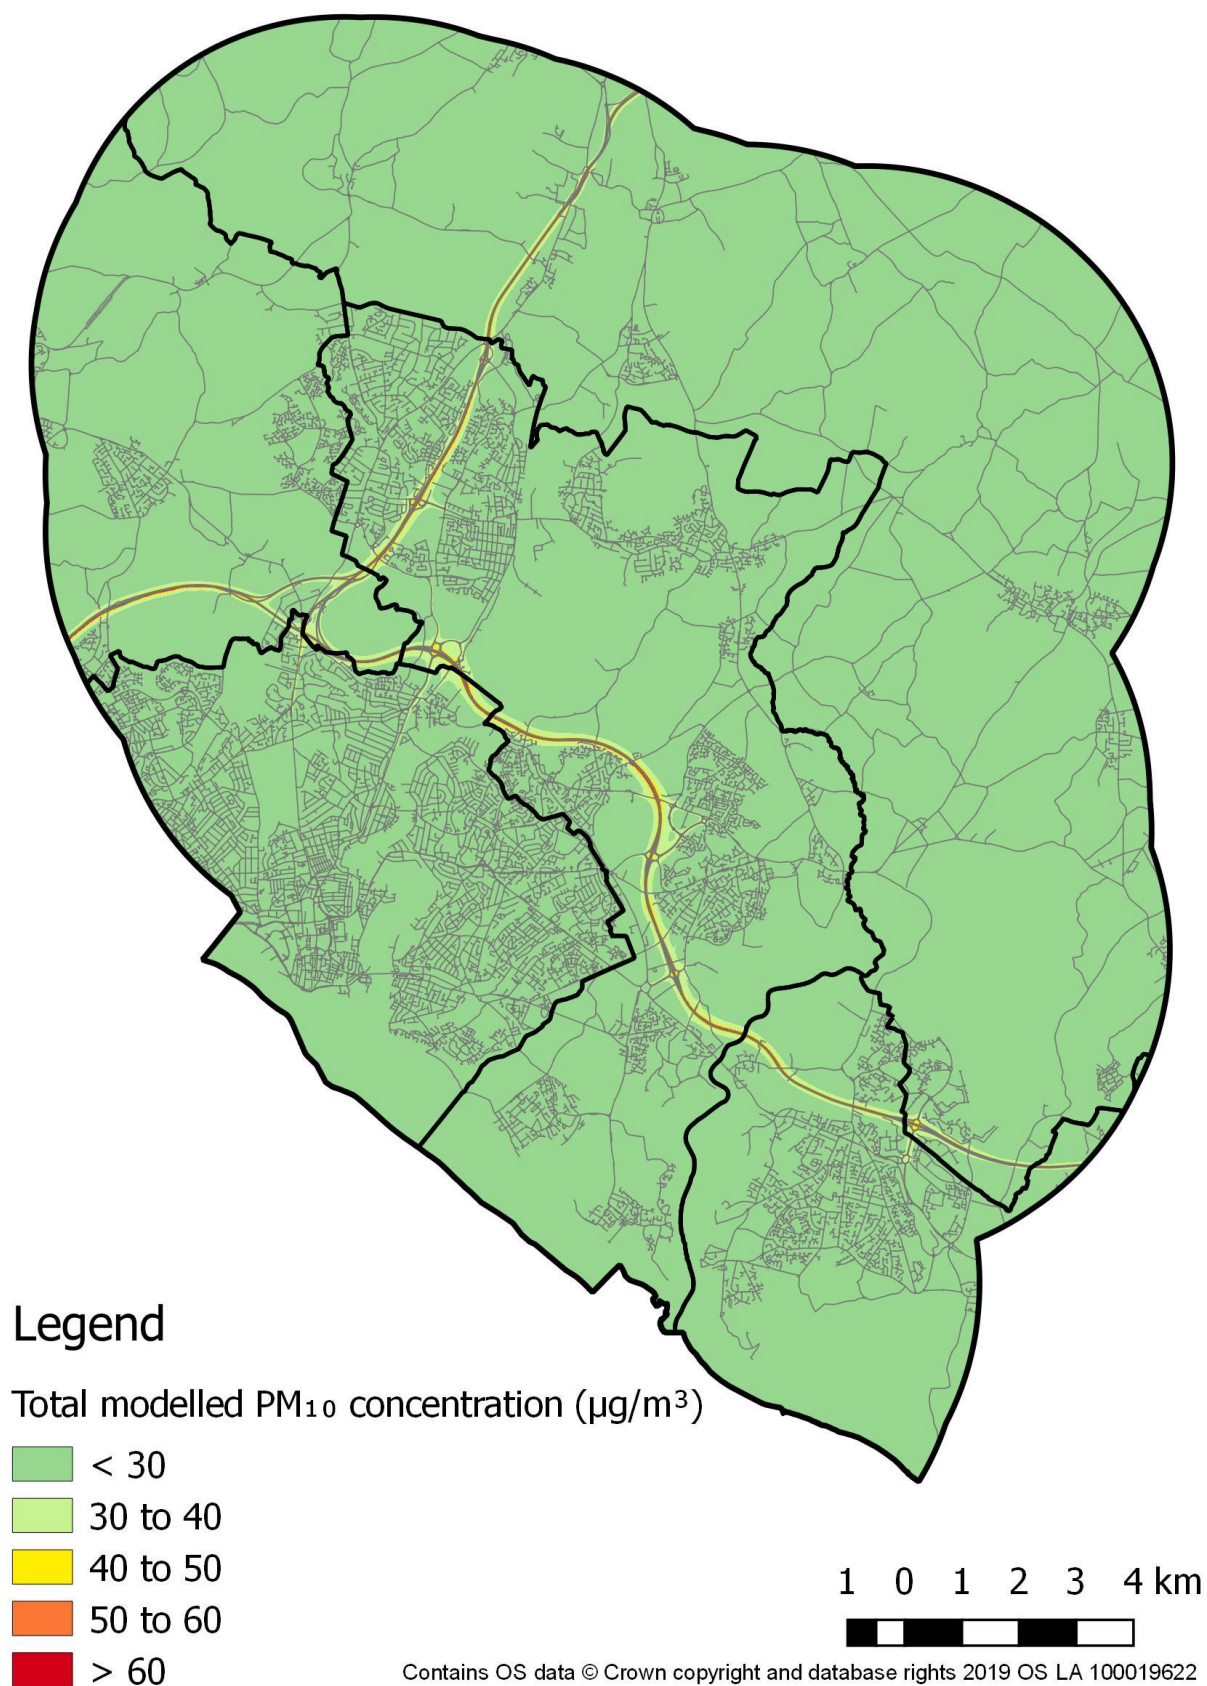 Legend
Total modelled PM₁₀ concentration (µg/m³)
< 30
30 to 40
40 to 50
50 to 60
> 60
1 0 1 2 3 4 km
Contains OS data © Crown copyright and database rights 2019 OS LA 100019622